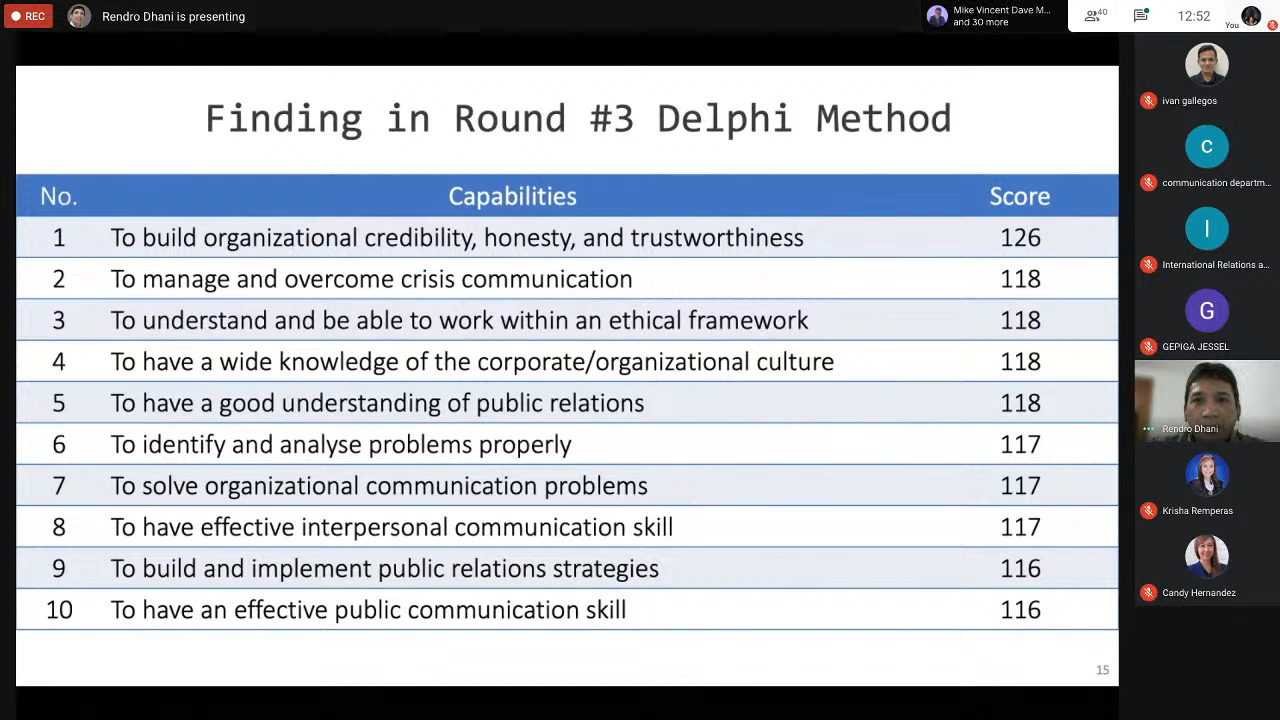 REC
Rendro Dhani is presenting
Mike Vincent Dave M...
and 30 more
40
12:52
You
Finding in Round #3 Delphi Method
No. Capabilities Score
1 To build organizational credibility, honesty, and trustworthiness 126
2 To manage and overcome crisis communication 118
3 To understand and be able to work within an ethical framework 118
4 To have a wide knowledge of the corporate/organizational culture 118
5 To have a good understanding of public relations 118
6 To identify and analyse problems properly 117
7 To solve organizational communication problems 117
8 To have effective interpersonal communication skill 117
9 To build and implement public relations strategies 116
10 To have an effective public communication skill 116
15
ivan gallegos
c
communication departm...
I
International Relations a...
G
GEPIGA JESSEL
Rendro Dhani
Krisha Remperas
Candy Hernandez